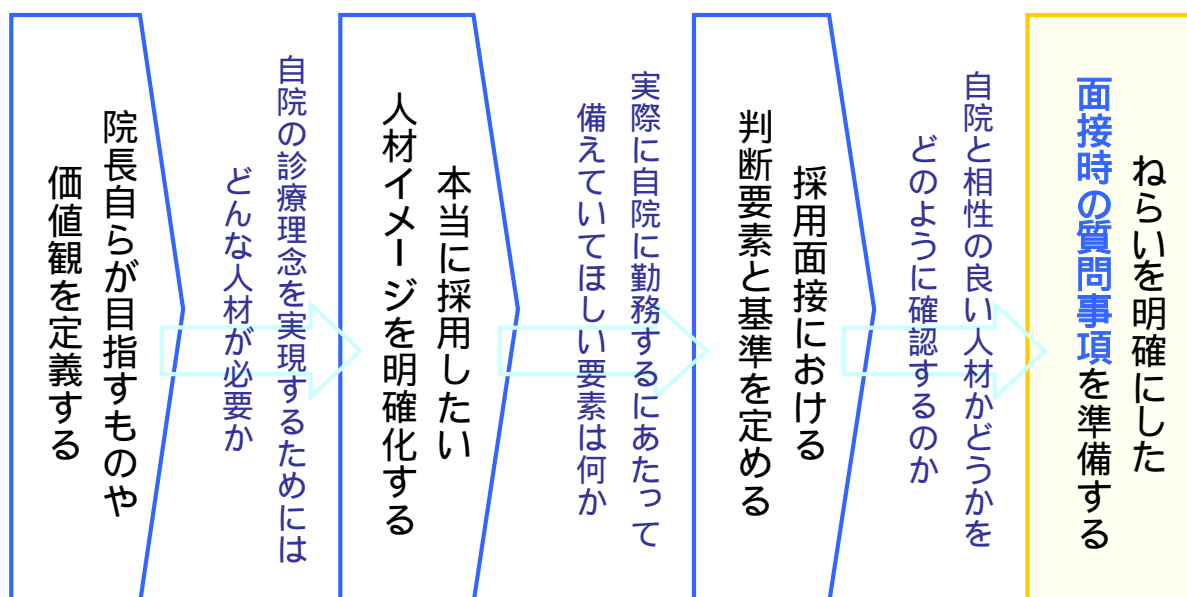 院長自らが目指すものや
価値観を定義する
自院の診療理念を実現するためには
どんな人材が必要か
本当に採用したい
人材イメージを明確化する
実際に自院に勤務するにあたって
備えていてほしい要素は何か
採用面接における
判断要素と基準を定める
自院と相性の良い人材かどうかを
どのように確認するのか
ねらいを明確にした
面接時の質問事項を準備する